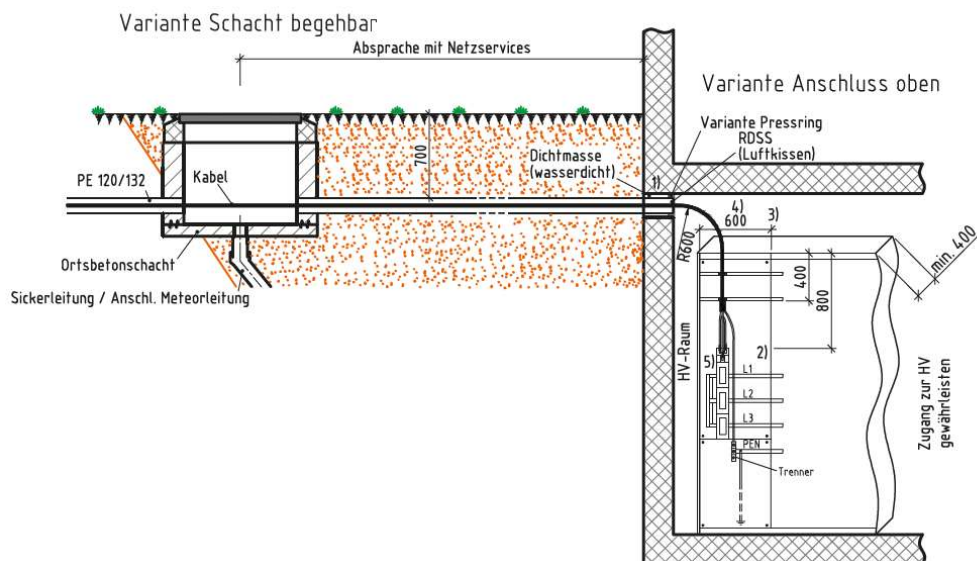 Variante Schacht begehbar
Absprache mit Netzservices
Variante Anschluss oben
Variante Pressring
RDSS
(Luftkissen)
Dichtmasse
(wasserdicht)
1)
700
PE 120/132
Kabel
4)
600
3)
R600
min. 400
Ortsbetonschacht
Sickerleitung / Anschl. Meteorleitung
400
800
HV-Raum
5)
2)
L1
L2
L3
PEN
Trenner
Zugang zur HV
gewährleisten